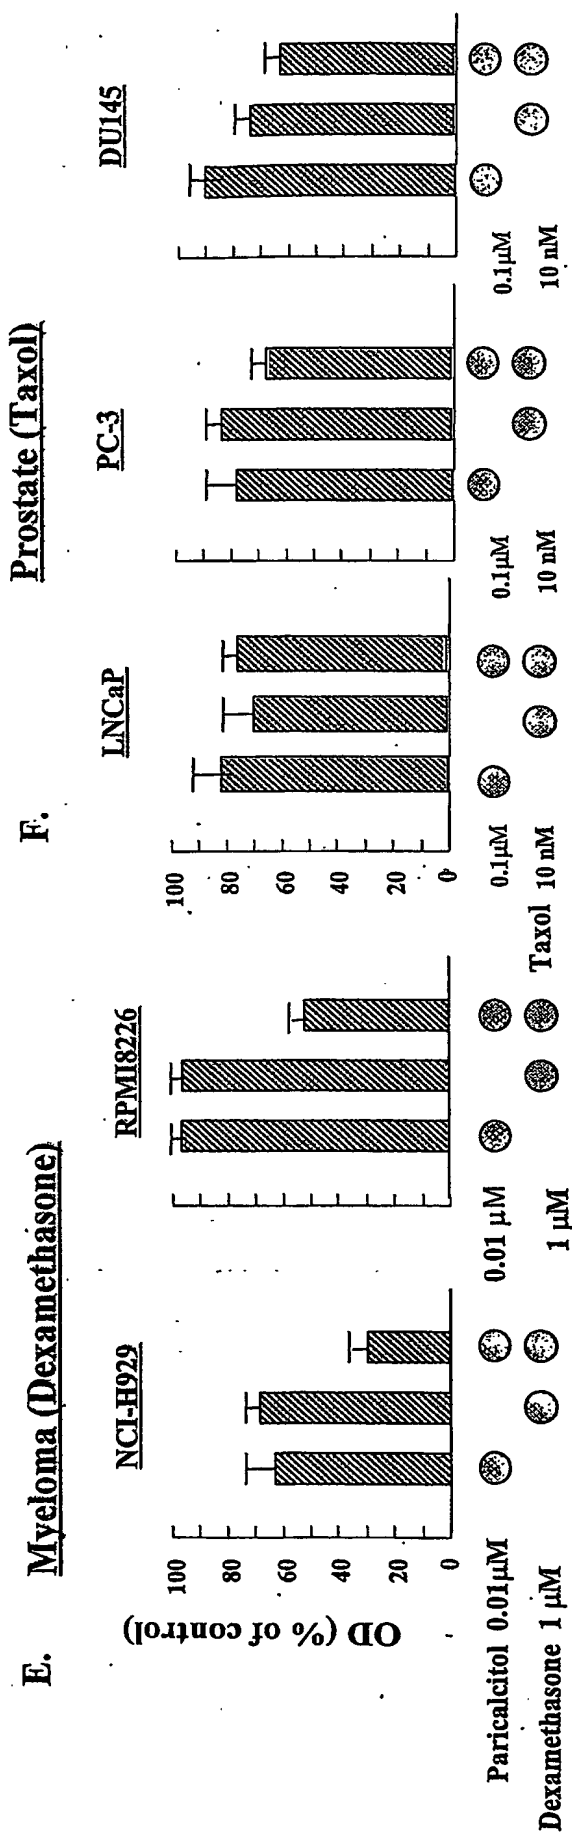 E. Myeloma (Dexamethasone)
NCI-H929
RPMI8226
OD (% of control)
100
80
60
40
20
0
Paricalcitol 0.01µM
0.01 µM
Dexamethasone 1 µM
1 µM
F. Prostate (Taxol)
LNCaP
PC-3
DU145
100
80
60
40
20
0
0.1µM
0.1µM
0.1µM
Taxol 10 nM
10 nM
10 nM